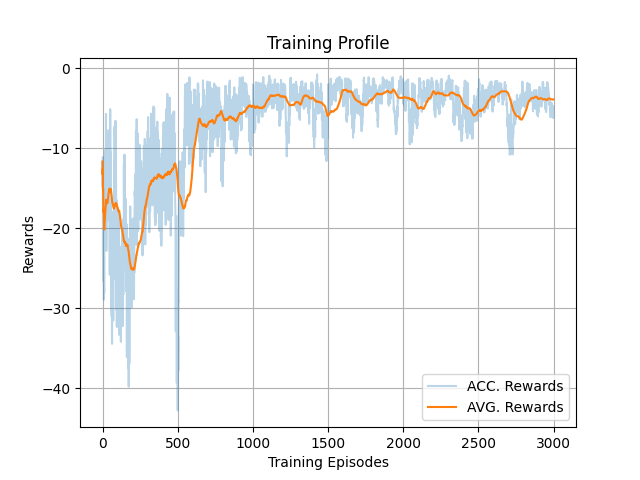 Training Profile
Rewards
0
−10
−20
−30
−40
0
500
1000
1500
2000
2500
3000
Training Episodes
ACC. Rewards
AVG. Rewards